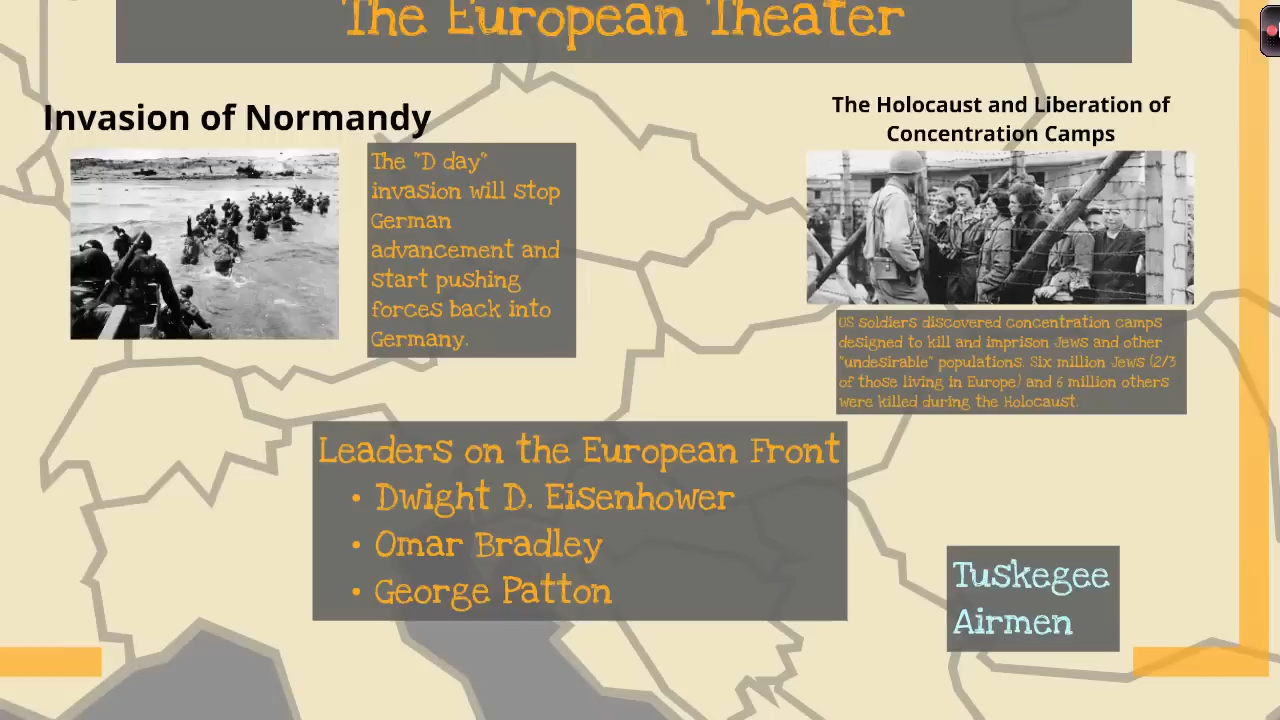 The European Theater
Invasion of Normandy
The "D day"
invasion will stop
German
advancement and
start pushing
forces back into
Germany.
The Holocaust and Liberation of
Concentration Camps
US soldiers discovered concentration camps
designed to kill and imprison Jews and other
"undesirable" populations. Six million Jews (2/3
of those living in Europe) and 6 million others
were killed during the Holocaust.
Leaders on the European Front
• Dwight D. Eisenhower
• Omar Bradley
• George Patton
Tuskegee
Airmen